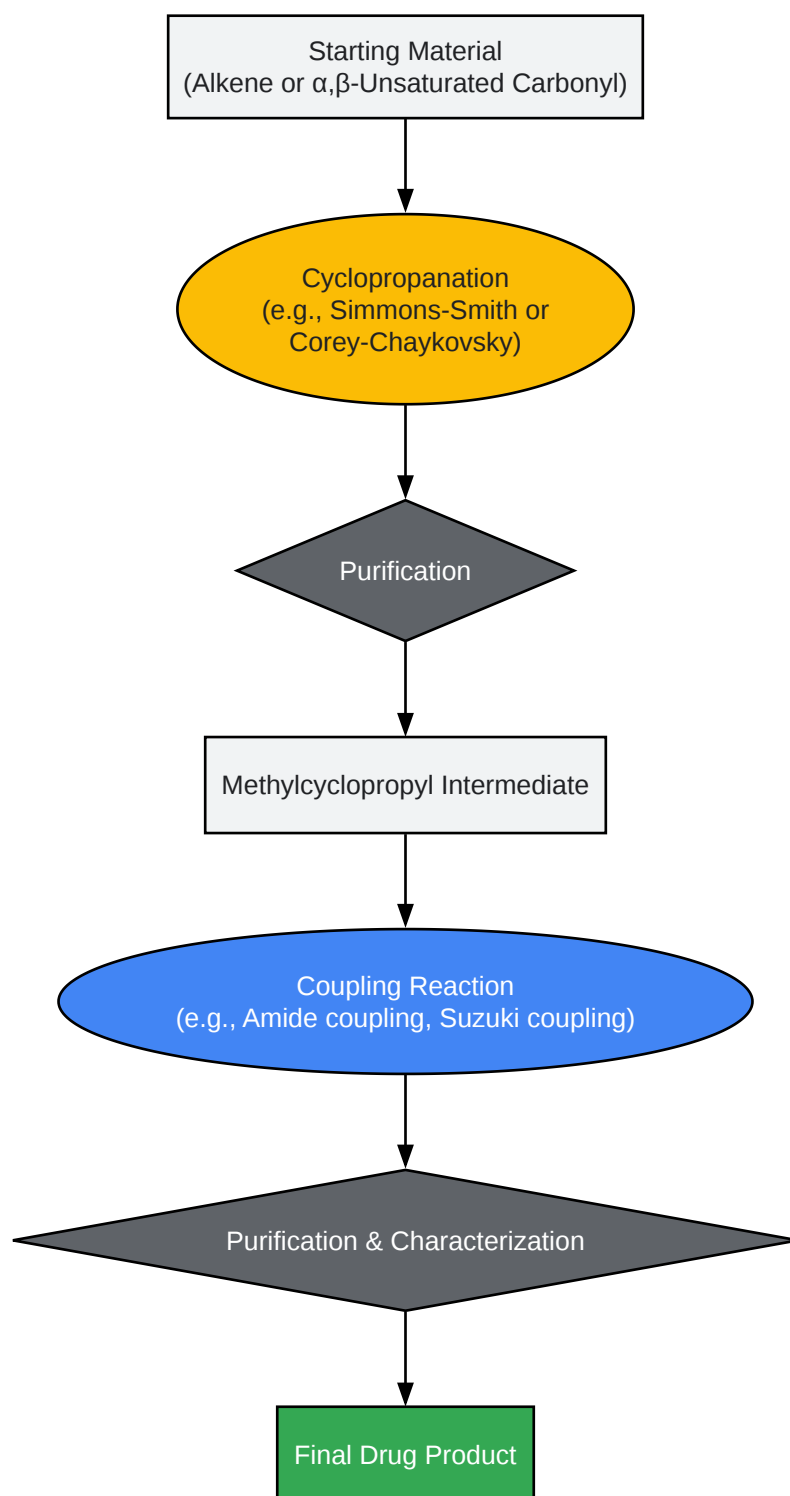 Starting Material
(Alkene or α,β-Unsaturated Carbonyl)
Cyclopropanation
(e.g., Simmons-Smith or
Corey-Chaykovsky)
Purification
Methylcyclopropyl Intermediate
Coupling Reaction
(e.g., Amide coupling, Suzuki coupling)
Purification & Characterization
Final Drug Product